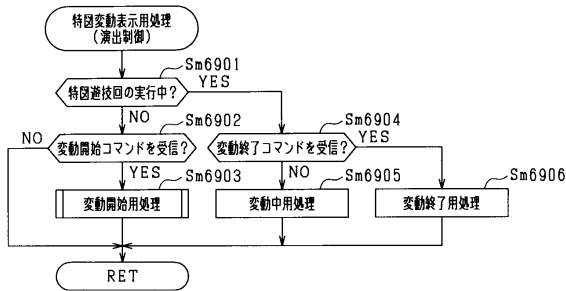 特図変動表示用処理
(演出制御)
Sm6901
特図遊技回の実行中?
YES
NO
Sm6902
Sm6904
NO
変動開始コマンドを受信?
変動終了コマンドを受信?
YES
YES
Sm6903
NO
Sm6905
Sm6906
変動開始用処理
変動中用処理
変動終了用処理
RET